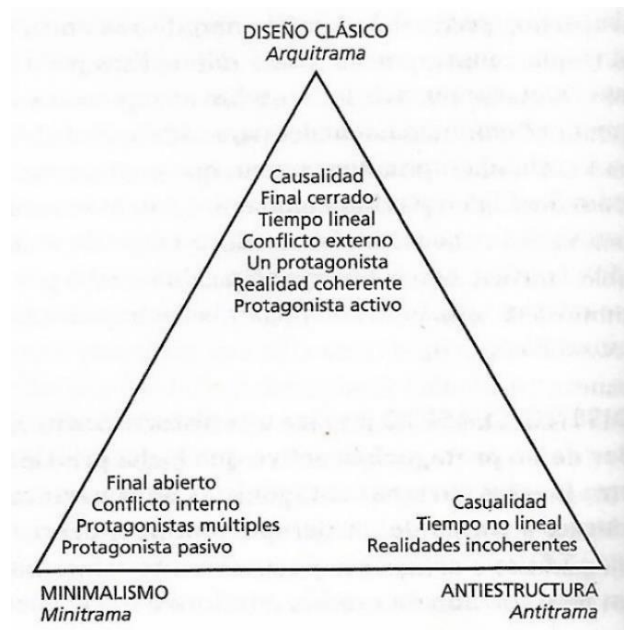 DISEÑO CLÁSICO
Arquitrama
Causalidad
Final cerrado
Tiempo lineal
Conflicto externo
Un protagonista
Realidad coherente
Protagonista activo
Final abierto
Conflicto interno
Protagonistas múltiples
Protagonista pasivo
Casualidad
Tiempo no lineal
Realidades incoherentes
MINIMALISMO
Minitrama
ANTIESTRUCTURA
Antitrama